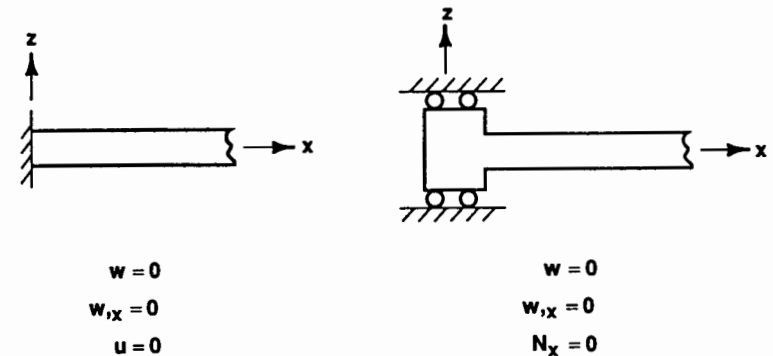 z
x
w = 0
w,x = 0
u = 0
z
x
w = 0
w,x = 0
Nx = 0